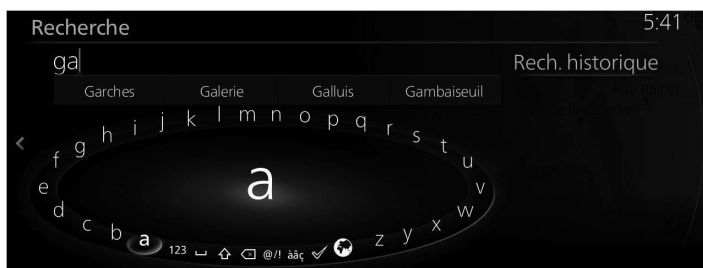 Recherche 5:41
ga Rech. historique
Garches Galerie Galluis Gambaiseuil
a b c d e f g h i j k l m n o p q r s t u v w x y z
a
123 @/! àâç